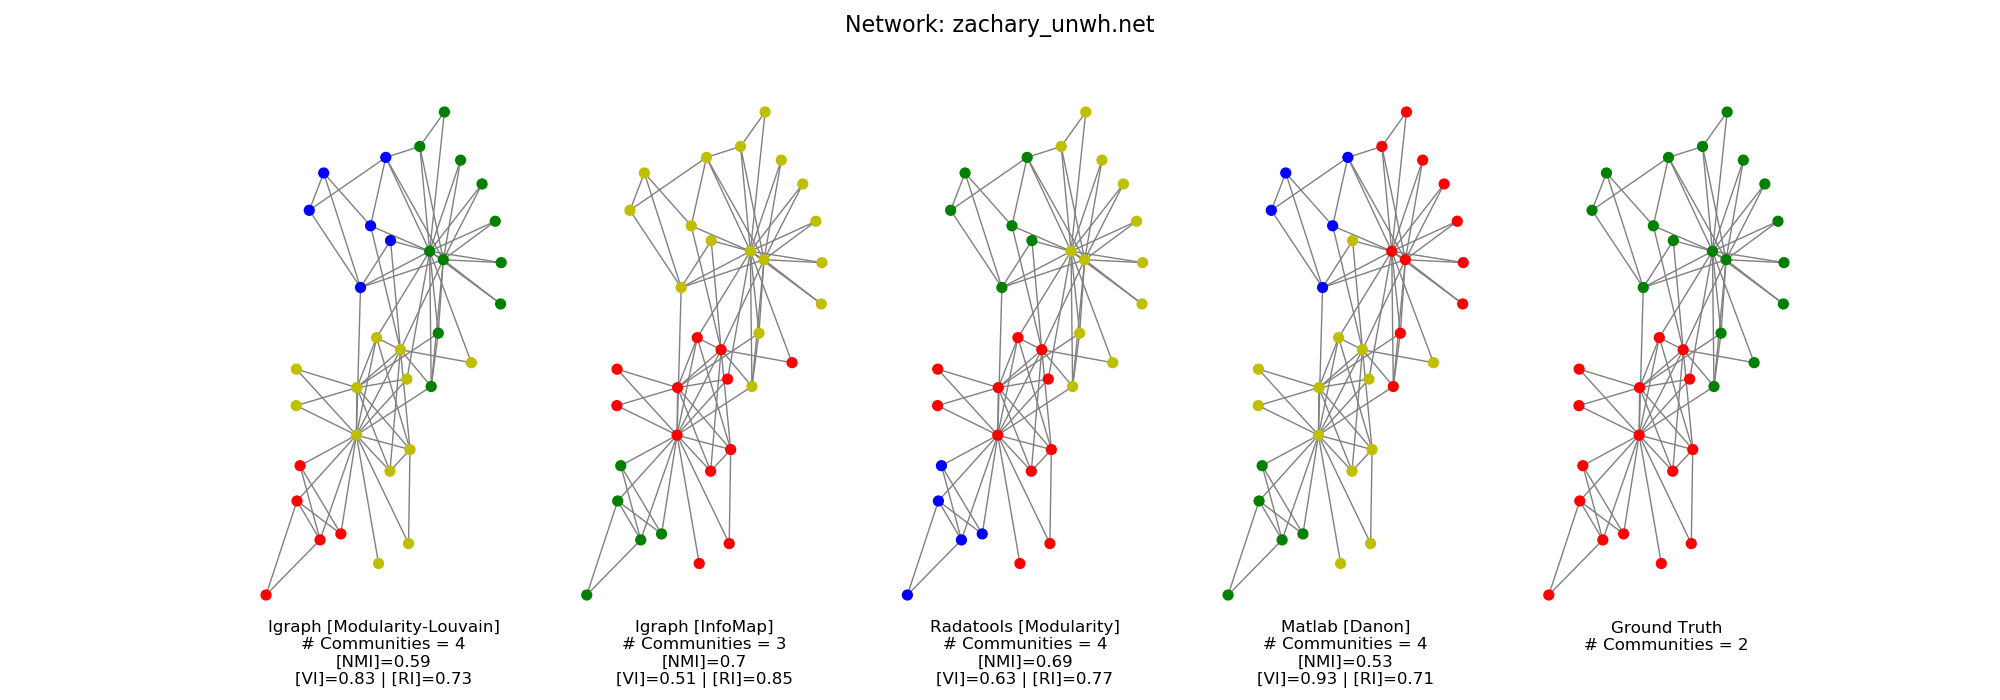 Network: zachary_unwh.net
Igraph [Modularity-Louvain]
# Communities = 4
[NMI]=0.59
[VI]=0.83 | [RI]=0.73
Igraph [InfoMap]
# Communities = 3
[NMI]=0.7
[VI]=0.51 | [RI]=0.85
Radatools [Modularity]
# Communities = 4
[NMI]=0.69
[VI]=0.63 | [RI]=0.77
Matlab [Danon]
# Communities = 4
[NMI]=0.53
[VI]=0.93 | [RI]=0.71
Ground Truth
# Communities = 2